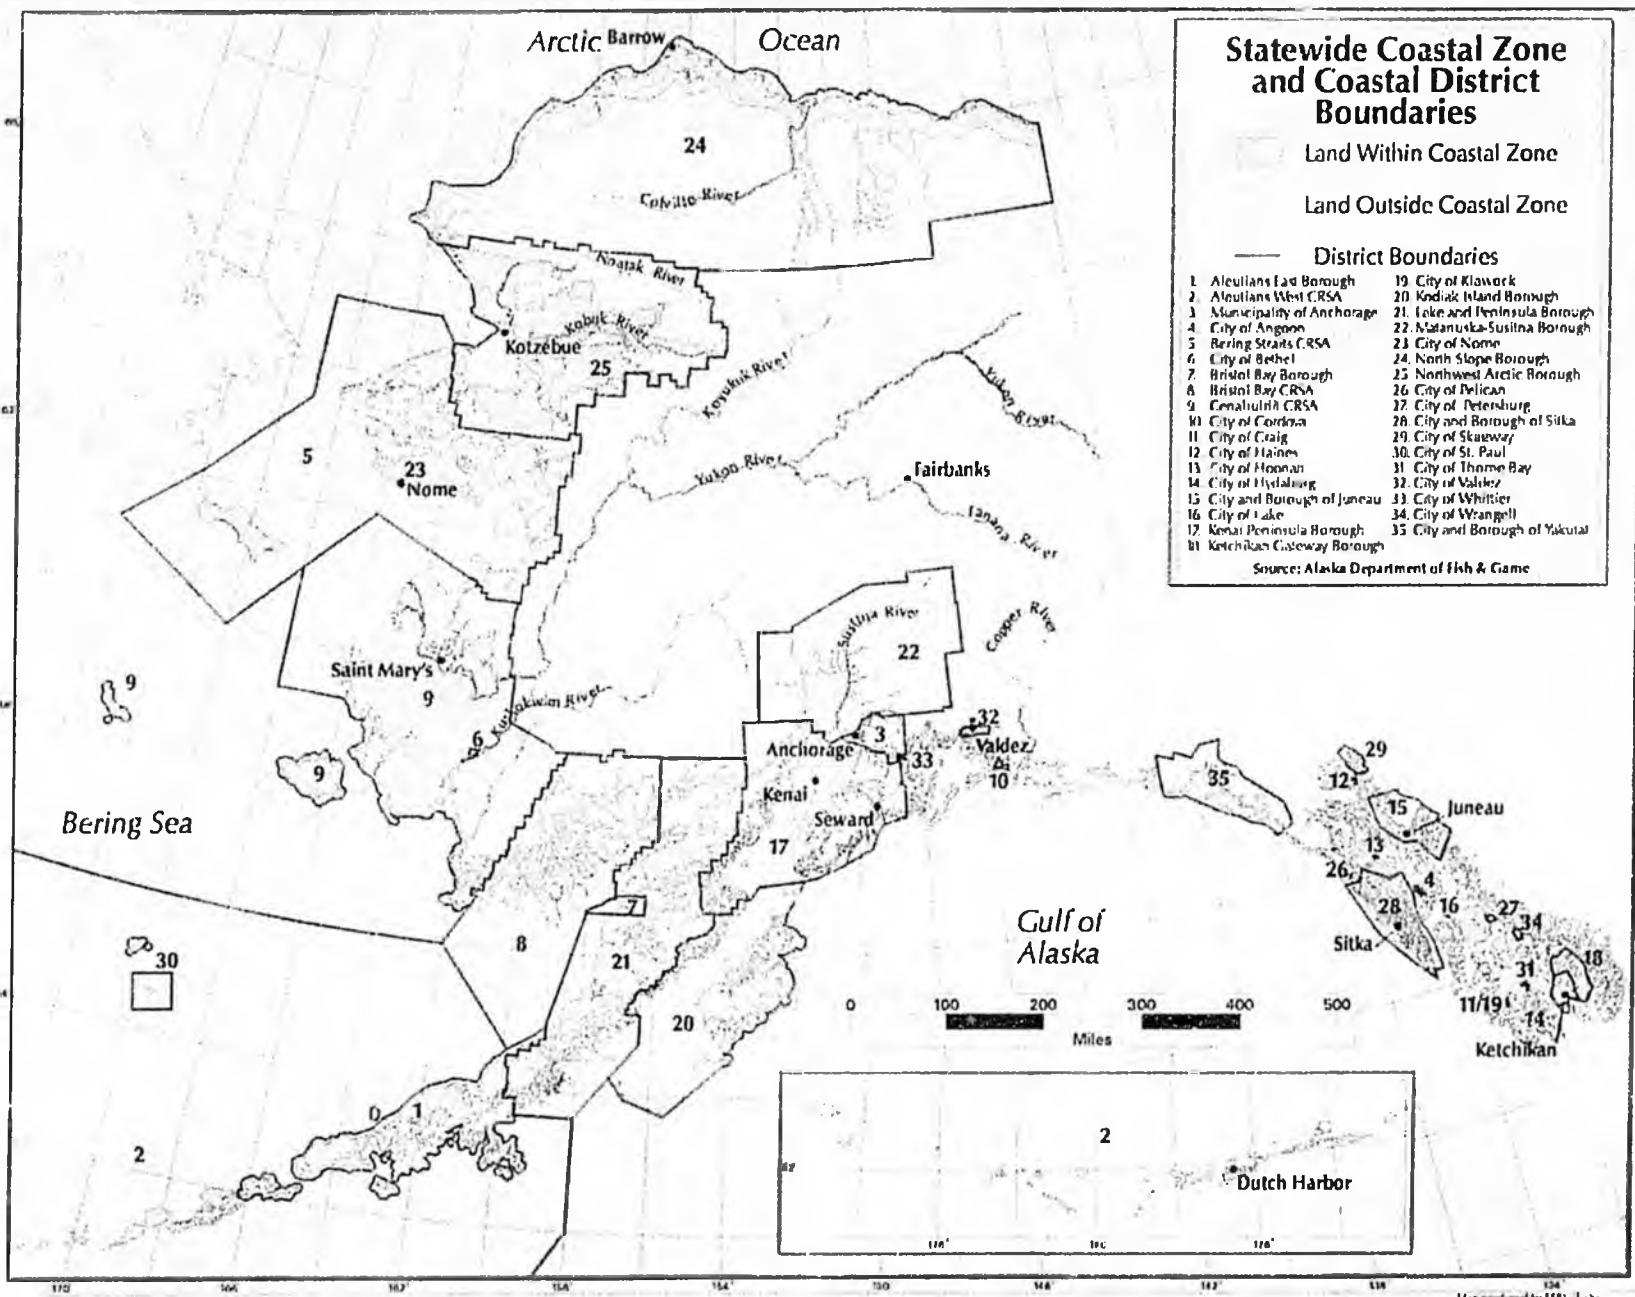 Arctic Ocean
Barrow
Statewide Coastal Zone
and Coastal District
Boundaries
Land Within Coastal Zone
Land Outside Coastal Zone
District Boundaries
1. Aleutians East Borough
2. Aleutians West CRSA
3 Municipality of Anchorage
4 City of Angoon
5 Bering Straits CRSA
6 City of Bethel
7 Bristol Bay Borough
8 Bristol Bay CRSA
9 Cenaliulriit CRSA
10 City of Cordova
11 City of Craig
12 City of Haines
13 City of Hoonah
14 City of Hydaburg
15 City and Borough of Juneau
16 City of Kake
17 Kenai Peninsula Borough
18 Ketchikan Gateway Borough
19. City of Klawock
20. Kodiak Island Borough
21. Lake and Peninsula Borough
22. Matanuska-Susitna Borough
23 City of Nome
24. North Slope Borough
25 Northwest Arctic Borough
26 City of Pelican
27. City of Petersburg
28. City and Borough of Sitka
29. City of Skagway
30. City of St. Paul
31 City of Thorne Bay
32. City of Valdez
33. City of Whittier
34. City of Wrangell
35 City and Borough of Yakutat
Source: Alaska Department of Fish & Game
24
Colville River
Noatak River
Kobuk River
Kotzebue
25
Koyukuk River
Yukon River
5
23
Nome
Yukon River
Fairbanks
Tanana River
Susitna River
Copper River
22
Saint Mary's
9
9
Kuskokwim River
6
9
32
Anchorage
3
Valdez
33
10
Kenai
Seward
17
35
29
12
15
Juneau
Bering Sea
13
26
4
28
16
27
34
Sitka
18
31
11/19
14
Ketchikan
7
8
21
30
20
Gulf of
Alaska
0 100 200 300 400 500
Miles
1
2
2
Dutch Harbor